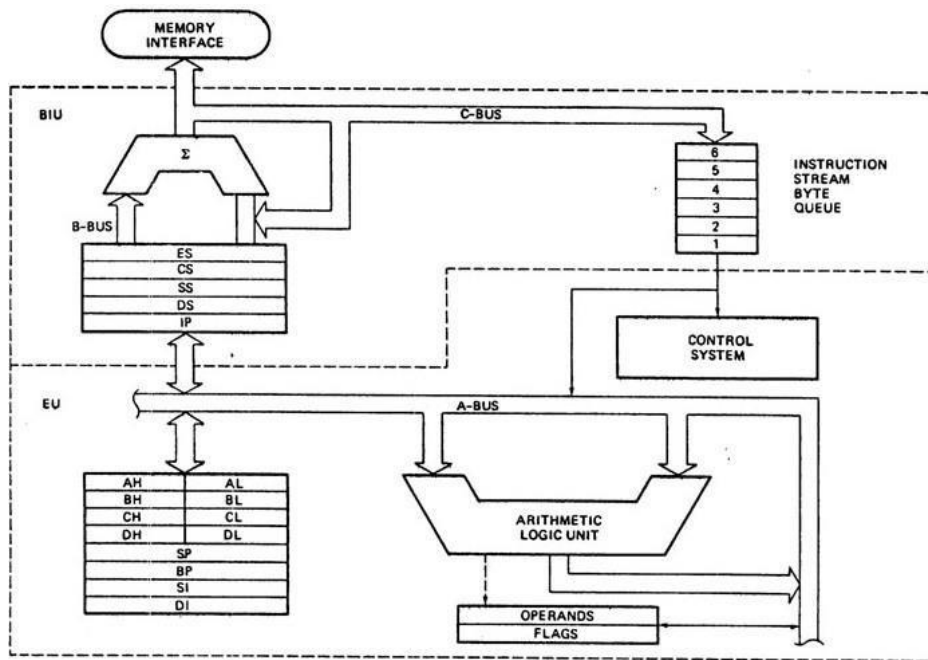 MEMORY
INTERFACE
BIU
C-BUS
Σ
B-BUS
6
5
4
3
2
1
INSTRUCTION
STREAM
BYTE
QUEUE
ES
CS
SS
DS
IP
CONTROL
SYSTEM
EU
A-BUS
AH AL
BH BL
CH CL
DH DL
SP
BP
SI
DI
ARITHMETIC
LOGIC UNIT
OPERANDS
FLAGS